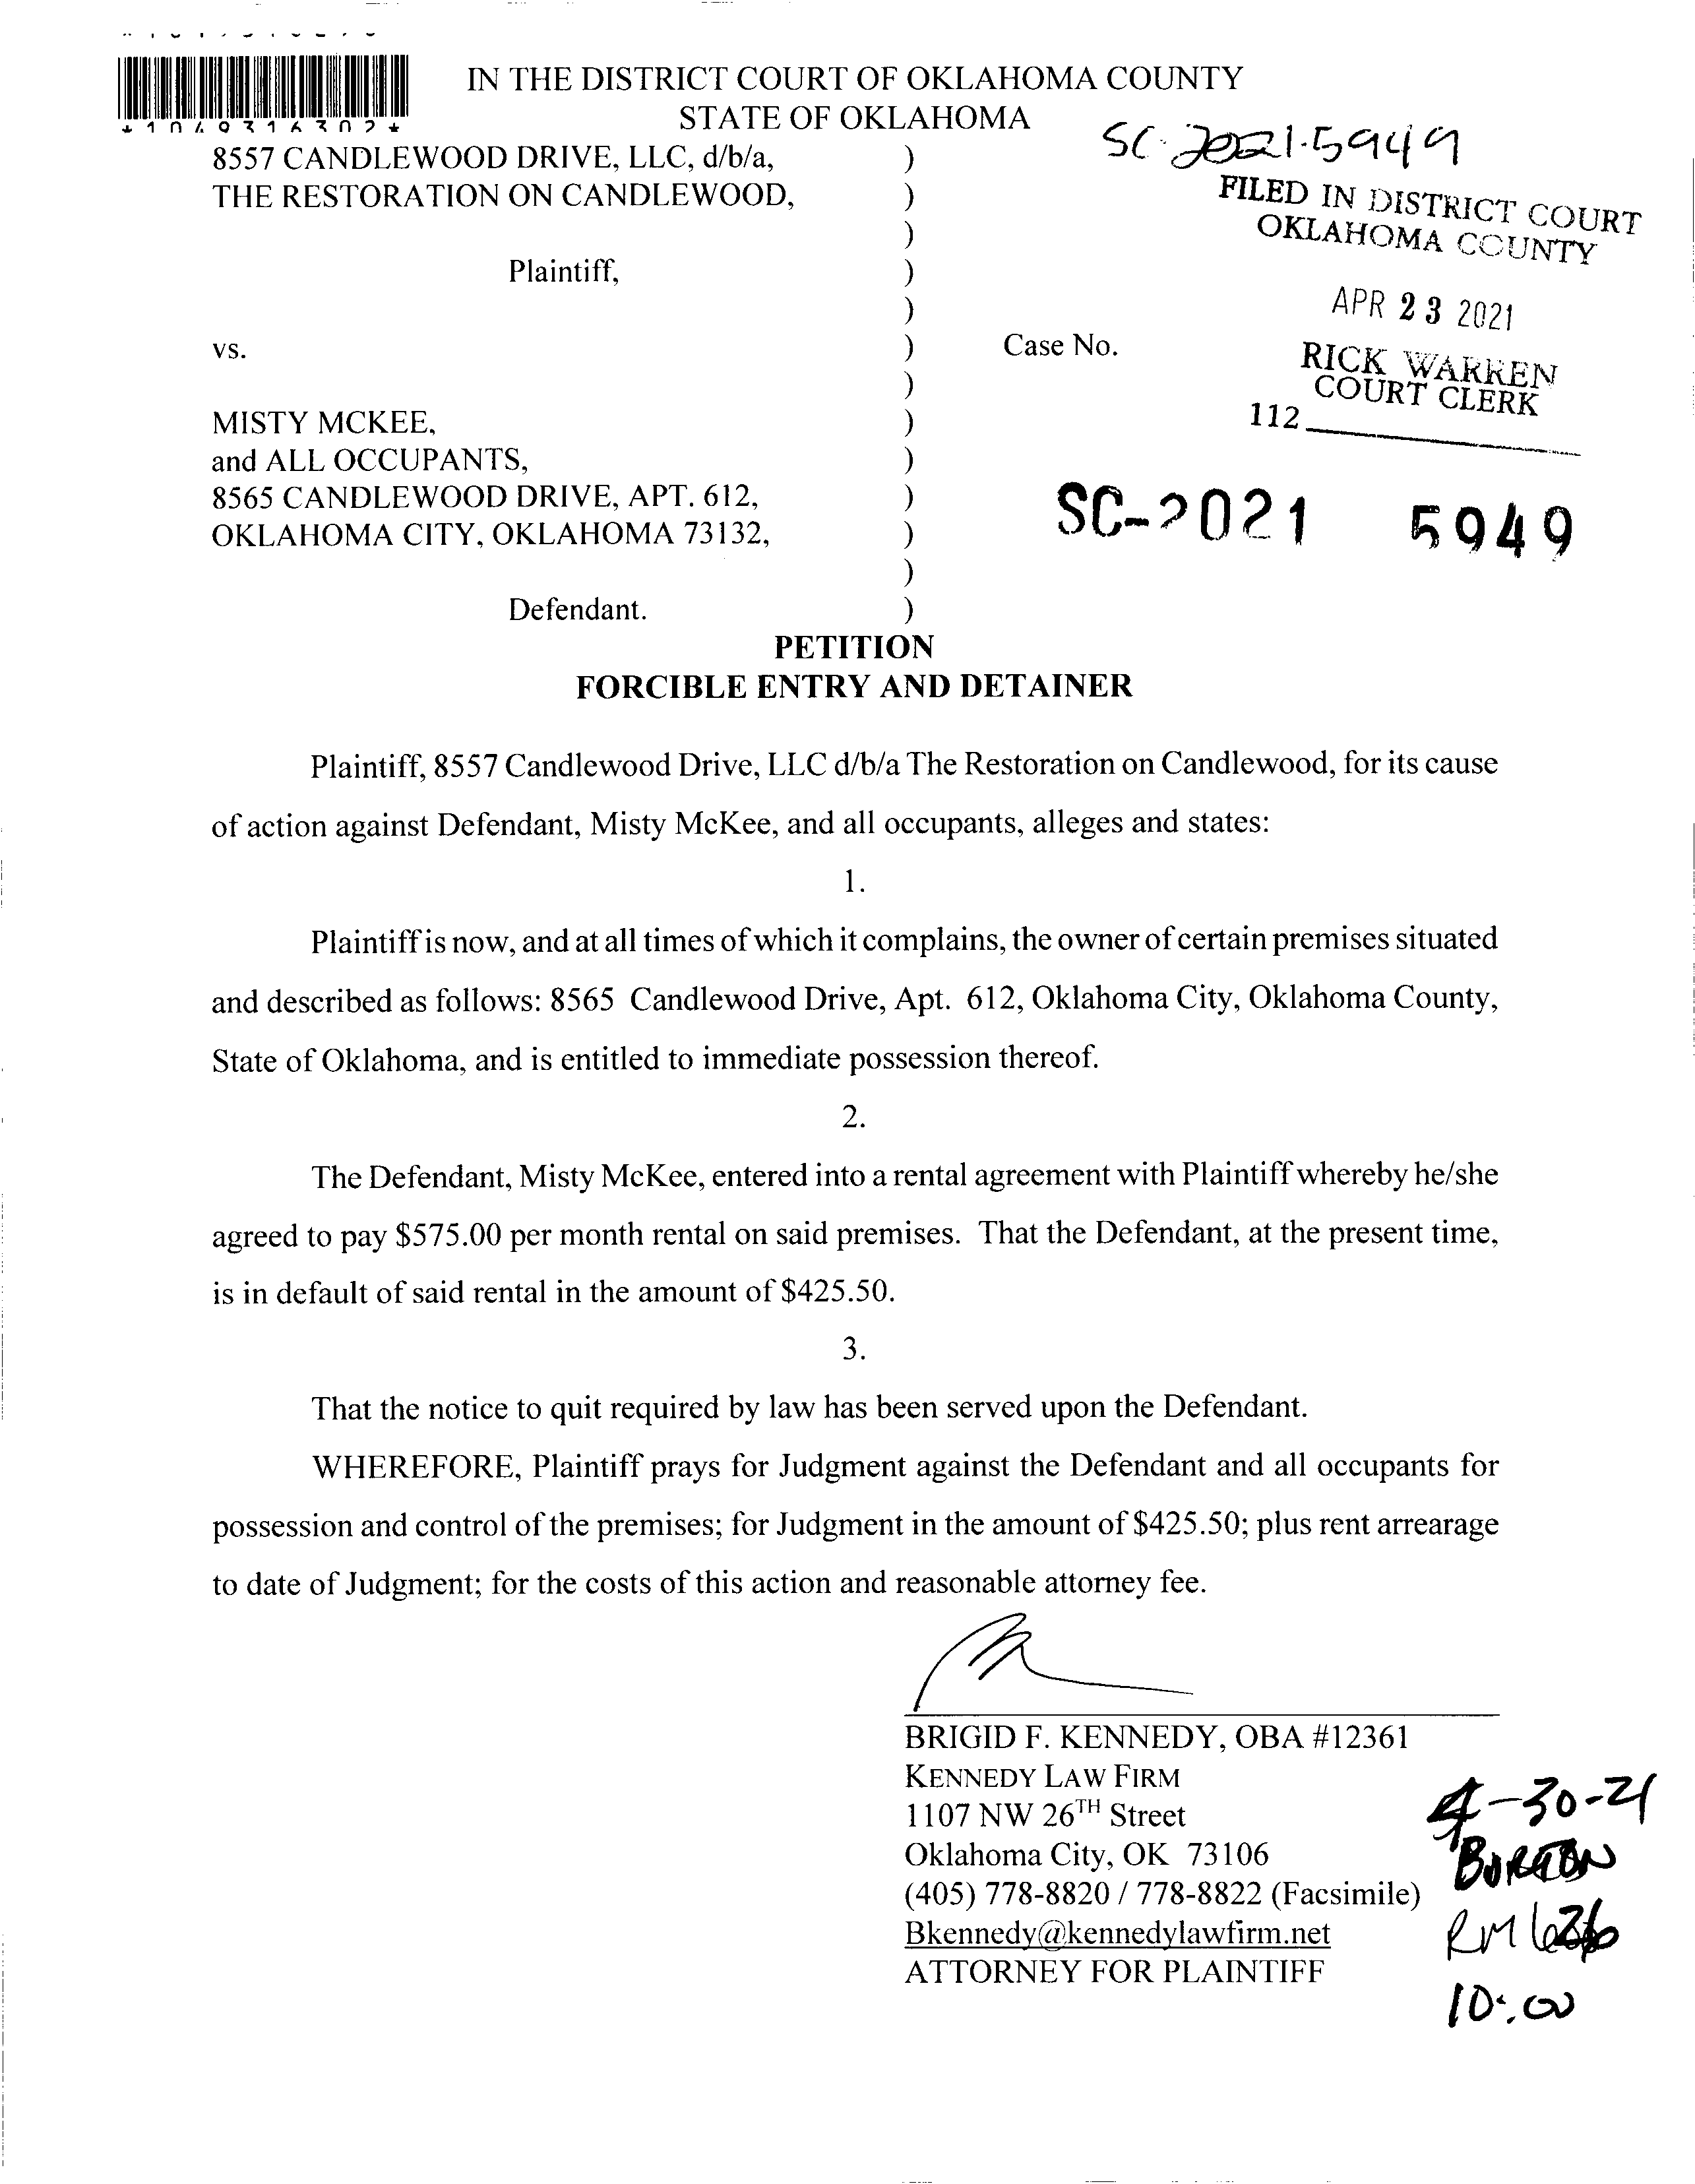 *1049316302*
IN THE DISTRICT COURT OF OKLAHOMA COUNTY
STATE OF OKLAHOMA
SC-2021-5949
8557 CANDLEWOOD DRIVE, LLC, d/b/a, )
THE RESTORATION ON CANDLEWOOD, )
)
Plaintiff, )
)
vs. ) Case No.
)
MISTY MCKEE, )
and ALL OCCUPANTS, )
8565 CANDLEWOOD DRIVE, APT. 612, )
OKLAHOMA CITY, OKLAHOMA 73132, )
)
Defendant. )
FILED IN DISTRICT COURT
OKLAHOMA COUNTY
APR 23 2021
RICK WARREN
COURT CLERK
112
SC-2021 5949
PETITION
FORCIBLE ENTRY AND DETAINER
Plaintiff, 8557 Candlewood Drive, LLC d/b/a The Restoration on Candlewood, for its cause
of action against Defendant, Misty McKee, and all occupants, alleges and states:
1.
Plaintiff is now, and at all times of which it complains, the owner of certain premises situated
and described as follows: 8565 Candlewood Drive, Apt. 612, Oklahoma City, Oklahoma County,
State of Oklahoma, and is entitled to immediate possession thereof.
2.
The Defendant, Misty McKee, entered into a rental agreement with Plaintiff whereby he/she
agreed to pay $575.00 per month rental on said premises. That the Defendant, at the present time,
is in default of said rental in the amount of $425.50.
3.
That the notice to quit required by law has been served upon the Defendant.
WHEREFORE, Plaintiff prays for Judgment against the Defendant and all occupants for
possession and control of the premises; for Judgment in the amount of $425.50; plus rent arrearage
to date of Judgment; for the costs of this action and reasonable attorney fee.
BRIGID F. KENNEDY, OBA #12361
KENNEDY LAW FIRM
1107 NW 26TH Street
Oklahoma City, OK 73106
(405) 778-8820 / 778-8822 (Facsimile)
Bkennedy@kennedylawfirm.net
ATTORNEY FOR PLAINTIFF
4-30-21
BURTON
RM
10:00